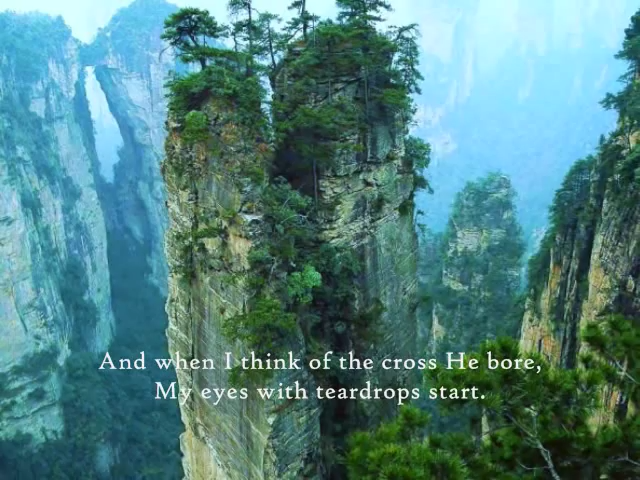 And when I think of the cross He bore,
My eyes with teardrops start.